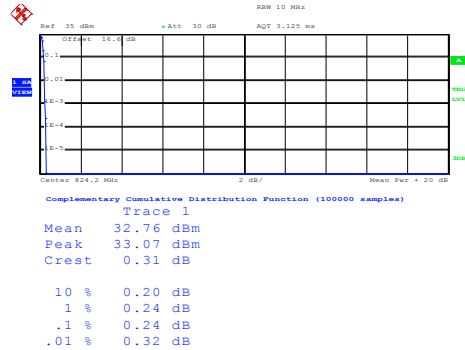 RBW 10 MHz
Ref 35 dBm Att 30 dB AQT 3.125 ms
Offset 16.6 dB
0.1
A
0.01
1 SA
VIEW
TRG
LVL
1E-3
1E-4
1E-5
3DB
Center 824.2 MHz 2 dB/ Mean Pwr + 20 dB
Complementary Cumulative Distribution Function (100000 samples)
Trace 1
Mean 32.76 dBm
Peak 33.07 dBm
Crest 0.31 dB
10 % 0.20 dB
1 % 0.24 dB
.1 % 0.24 dB
.01 % 0.32 dB